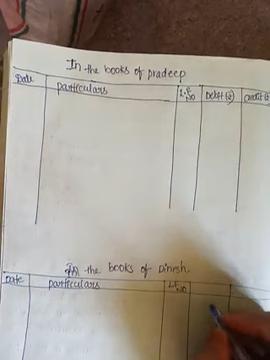 In the books of pradeep
Date particulars L.F. no Debit(₹) credit(₹
In the books of Dinesh.
Date particulars L.F. no